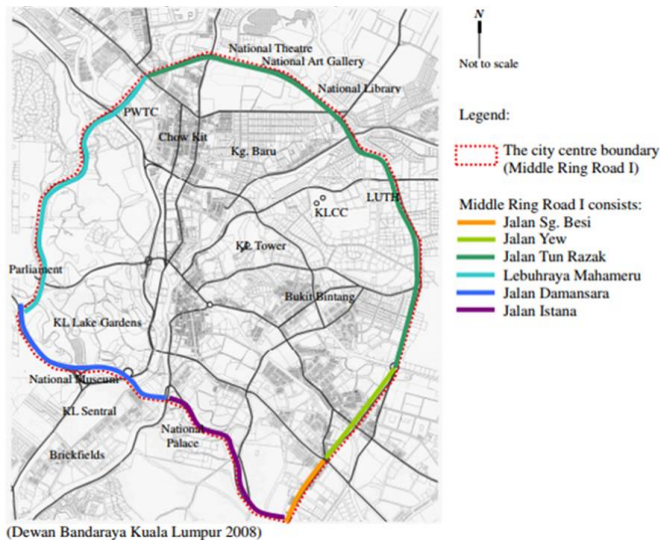 National Theatre
National Art Gallery
National Library
PWTC
Chow Kit
Kg. Baru
LUTH
KLCC
KL Tower
Parliament
Bukit Bintang
KL Lake Gardens
National Museum
KL Sentral
National
Palace
Brickfields
(Dewan Bandaraya Kuala Lumpur 2008)
N
Not to scale
Legend:
The city centre boundary
(Middle Ring Road I)
Middle Ring Road I consists:
Jalan Sg. Besi
Jalan Yew
Jalan Tun Razak
Lebuhraya Mahameru
Jalan Damansara
Jalan Istana